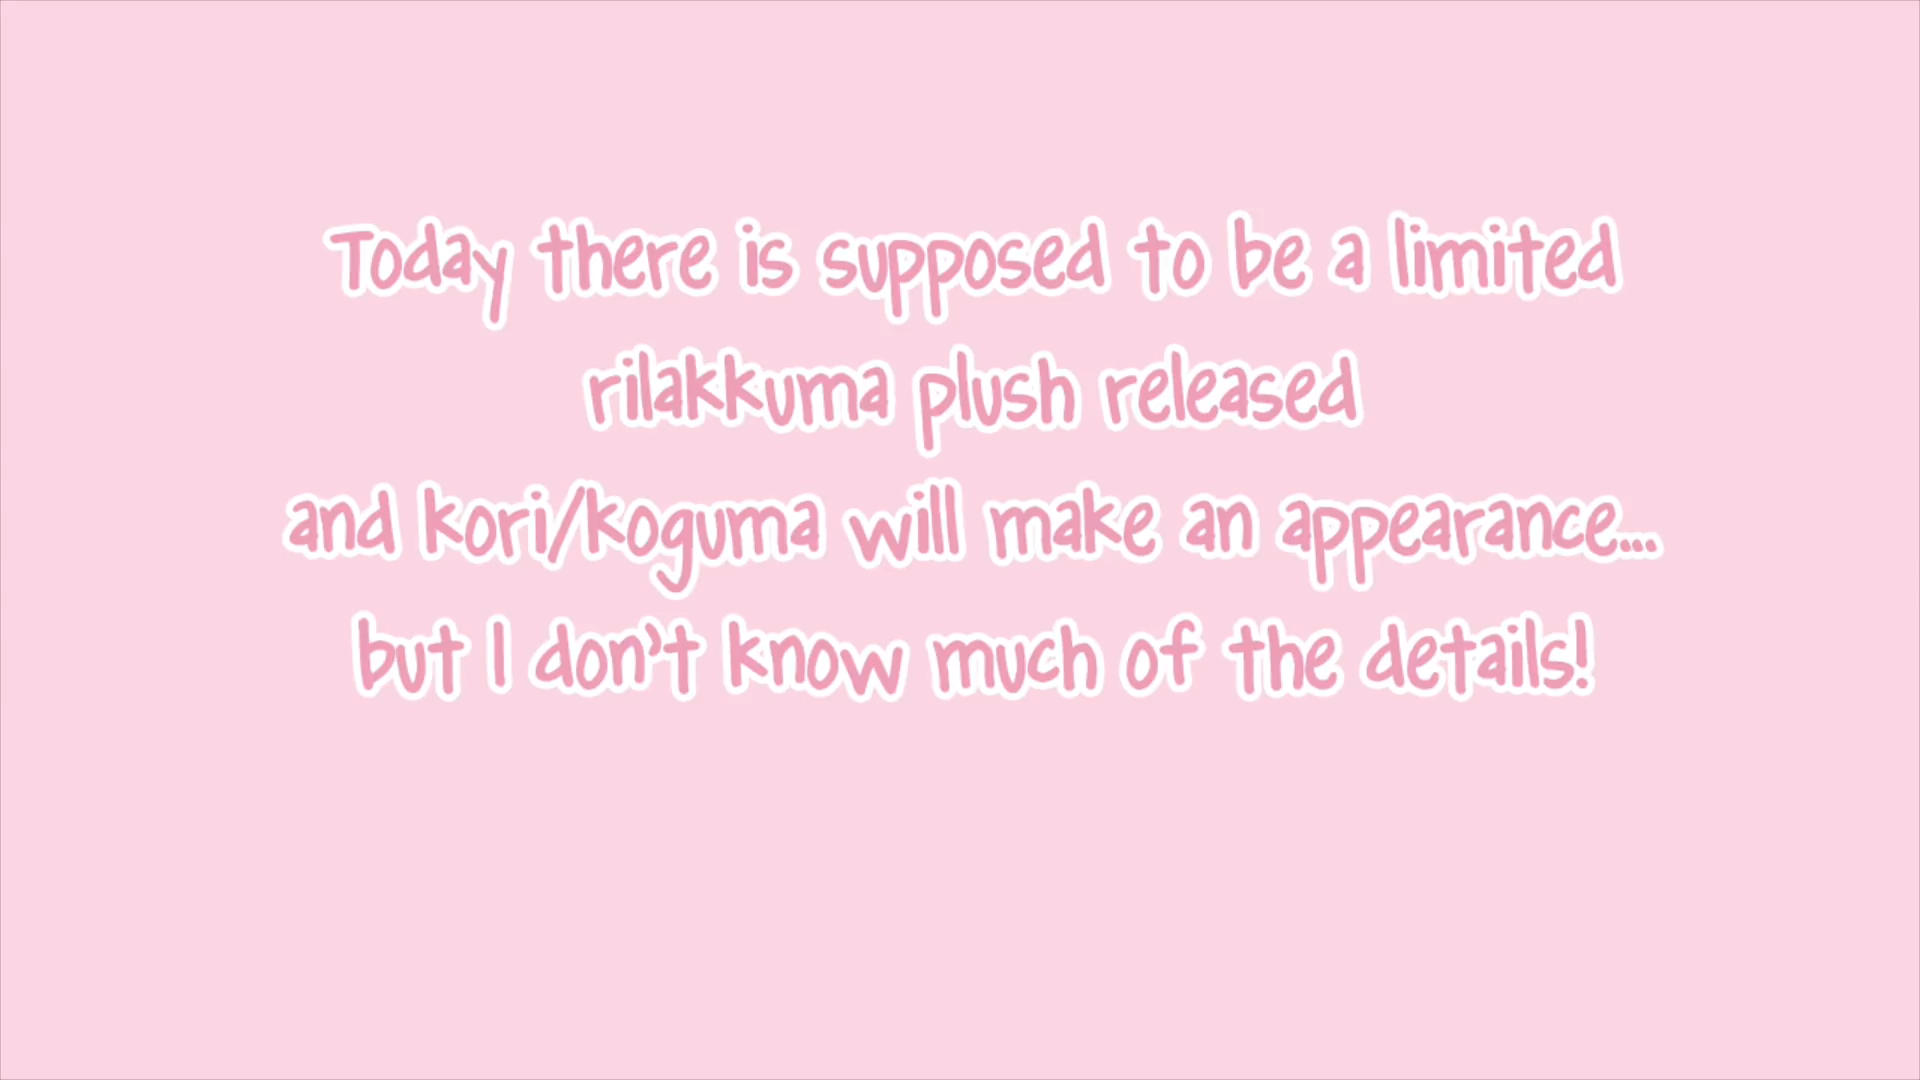 Today there is supposed to be a limited
rilakkuma plush released
and kori/koguma will make an appearance...
but I don't know much of the details!